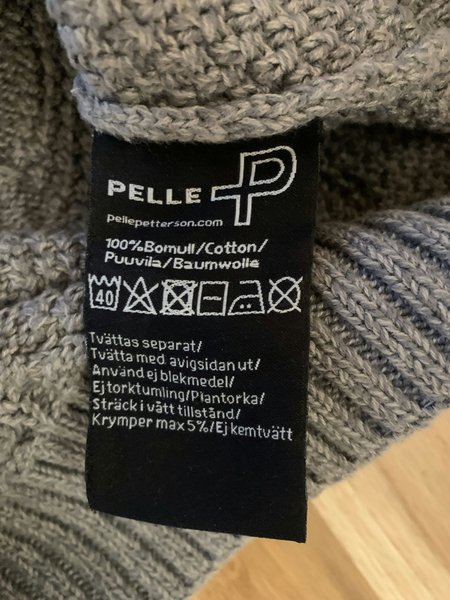 PELLE P
pellepetterson.com
100%Bomull/Cotton/
Puuvila/Baumwolle
40
Tvättas separat/
Tvätta med avigsidan ut/
Använd ej blekmedel/
Ej torktumling/Plantorka/
Sträck i vått tillstånd/
Krymper max 5%/Ej kemtvätt